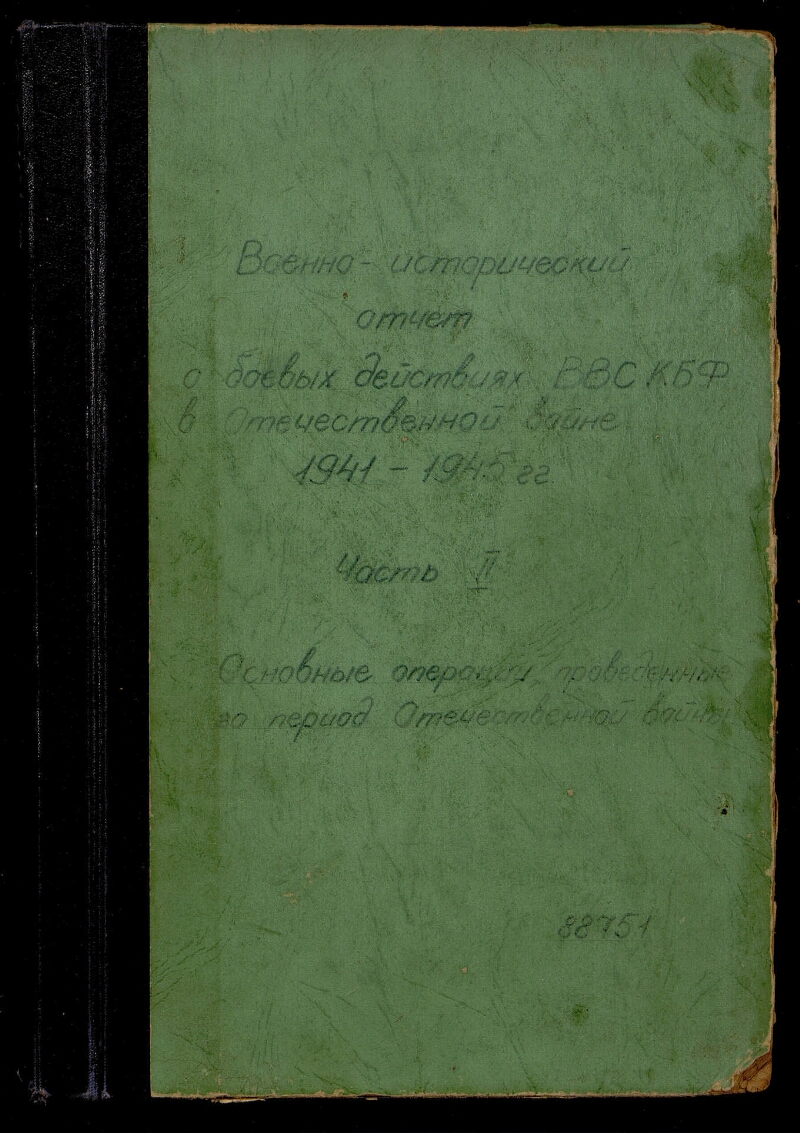 Военно-исторический
отчет
о боевых действиях ВВС КБФ
в Отечественной войне
1941 - 1945 гг.
Часть II
Основные операции, проведенные
за период Отечественной войны
88751